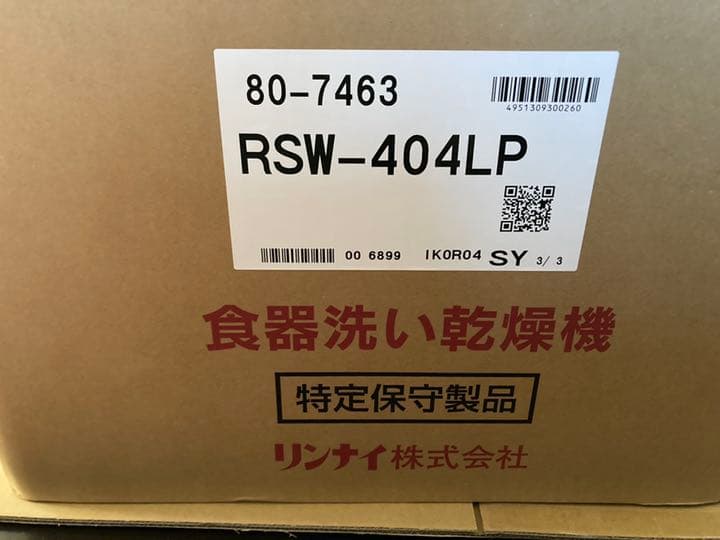 80-7463
4951309300260
RSW-404LP
00 6899 IK0R04 SY 3/ 3
食器洗い乾燥機
特定保守製品
リンナイ株式会社